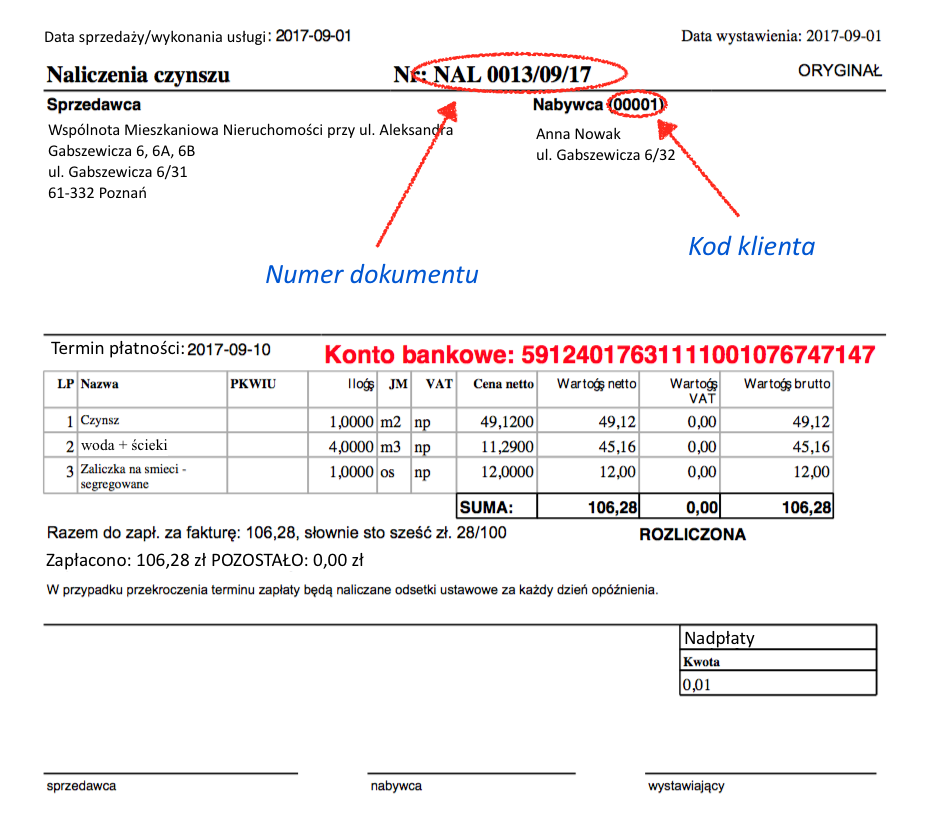 Data sprzedaży/wykonania usługi: 2017-09-01 Data wystawienia: 2017-09-01
Naliczenia czynszu Nr: NAL 0013/09/17 ORYGINAŁ
Sprzedawca Nabywca (00001)
Wspólnota Mieszkaniowa Nieruchomości przy ul. Aleksandra Anna Nowak
Gabszewicza 6, 6A, 6B ul. Gabszewicza 6/32
ul. Gabszewicza 6/31
61-332 Poznań
Kod klienta
Numer dokumentu
Termin płatności: 2017-09-10 Konto bankowe: 59124017631111001076747147
LP Nazwa PKWIU Ilość JM VAT Cena netto Wartość netto Wartość VAT Wartość brutto
1 Czynsz 1,0000 m2 np 49,1200 49,12 0,00 49,12
2 woda + ścieki 4,0000 m3 np 11,2900 45,16 0,00 45,16
3 Zaliczka na smieci - 1,0000 os np 12,0000 12,00 0,00 12,00
segregowane
SUMA: 106,28 0,00 106,28
Razem do zapł. za fakturę: 106,28, słownie sto sześć zł. 28/100 ROZLICZONA
Zapłacono: 106,28 zł POZOSTAŁO: 0,00 zł
W przypadku przekroczenia terminu zapłaty będą naliczane odsetki ustawowe za każdy dzień opóźnienia.
Nadpłaty
Kwota
0,01
sprzedawca nabywca wystawiający